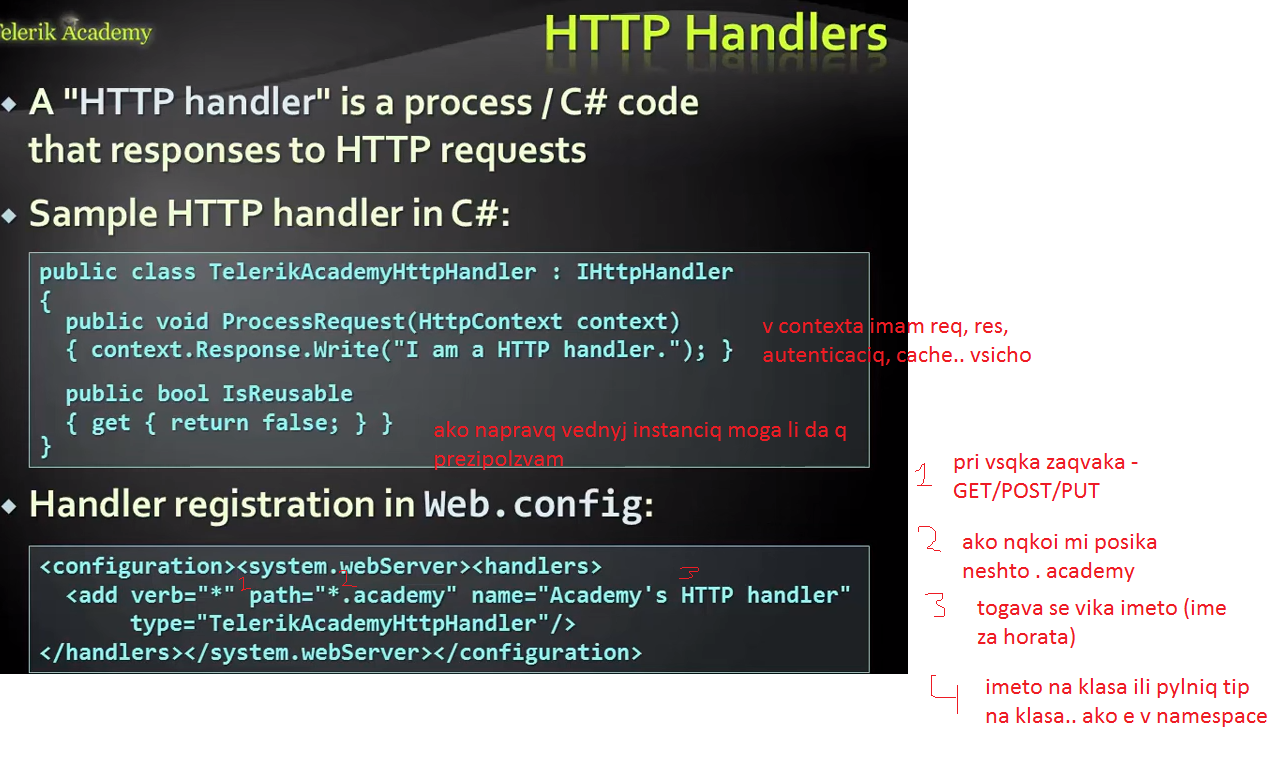 Telerik Academy
HTTP Handlers
A "HTTP handler" is a process / C# code
that responses to HTTP requests
Sample HTTP handler in C#:
public class TelerikAcademyHttpHandler : IHttpHandler
{
public void ProcessRequest(HttpContext context)
{ context.Response.Write("I am a HTTP handler."); }
v contexta imam req, res,
autenticaciq, cache.. vsicho
public bool IsReusable
{ get { return false; } }
}
ako napravq vednyj instanciq moga li da q
prezipolzvam
Handler registration in Web.config:
<configuration><system.webServer><handlers>
<add verb="*" path="*.academy" name="Academy's HTTP handler"
type="TelerikAcademyHttpHandler"/>
</handlers></system.webServer></configuration>
1 2 3
1 pri vsqka zaqvaka -
GET/POST/PUT
2 ako nqkoi mi posika
neshto . academy
3 togava se vika imeto (ime
za horata)
4 imeto na klasa ili pylniq tip
na klasa.. ako e v namespace